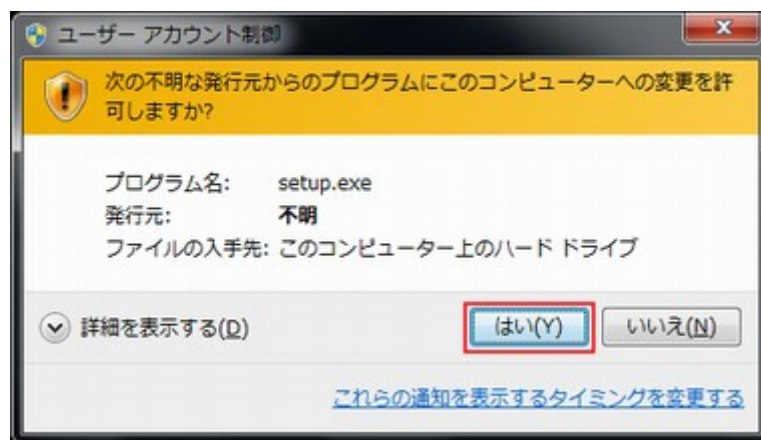 ユーザー アカウント制御
次の不明な発行元からのプログラムにこのコンピューターへの変更を許
可しますか?
プログラム名: setup.exe
発行元: 不明
ファイルの入手先: このコンピューター上のハード ドライブ
詳細を表示する(D) はい(Y) いいえ(N)
これらの通知を表示するタイミングを変更する